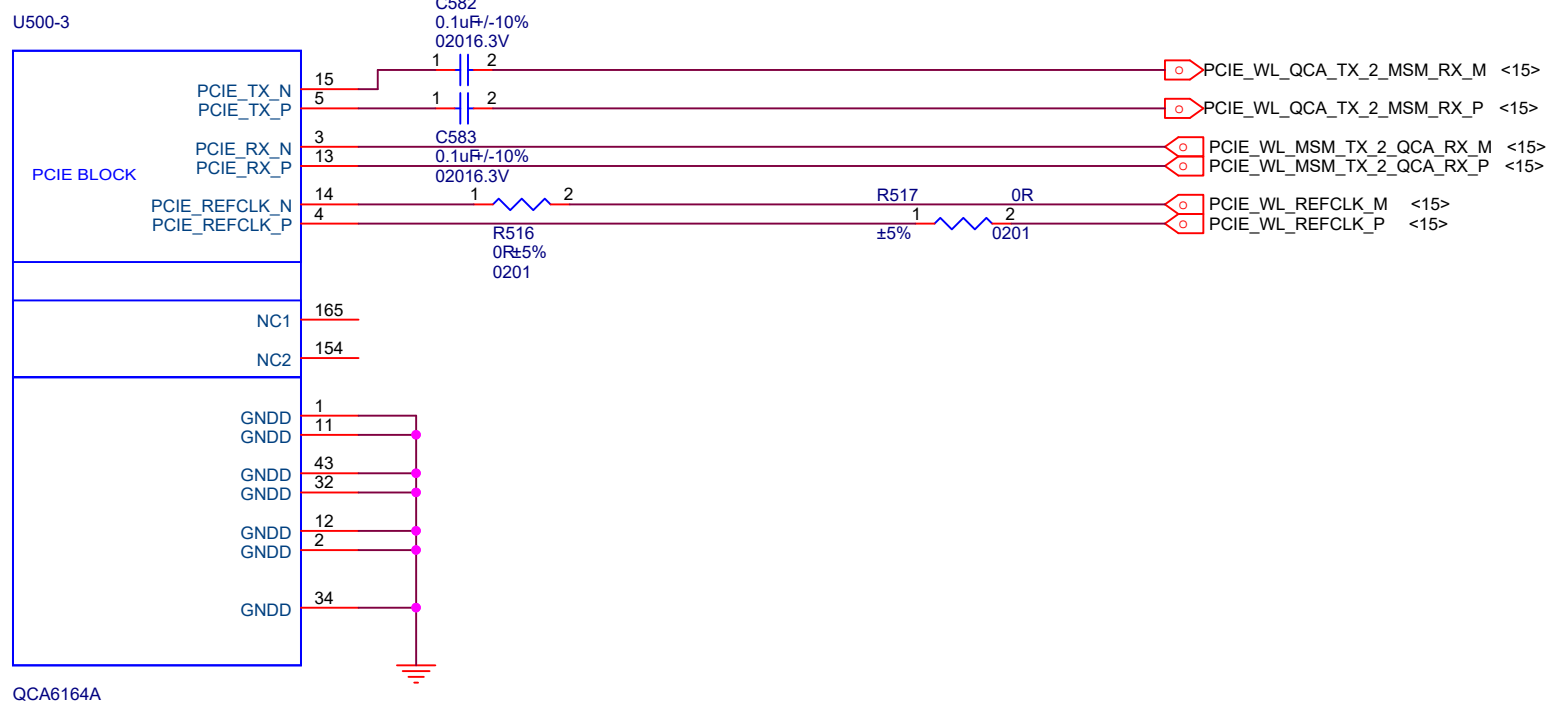 C582
U500-3
0.1uF+/-10%
02016.3V
1 2
15
PCIE_TX_N
PCIE_WL_QCA_TX_2_MSM_RX_M <15>
5
PCIE_TX_P
1 2
PCIE_WL_QCA_TX_2_MSM_RX_P <15>
C583
0.1uF+/-10%
02016.3V
3
PCIE_RX_N
PCIE_WL_MSM_TX_2_QCA_RX_M <15>
13
PCIE_RX_P
PCIE_WL_MSM_TX_2_QCA_RX_P <15>
PCIE BLOCK
14
PCIE_REFCLK_N
1 2
R517 0R
PCIE_WL_REFCLK_M <15>
4
PCIE_REFCLK_P
1 2
PCIE_WL_REFCLK_P <15>
R516
±5% 0201
0R±5%
0201
165
NC1
154
NC2
1
GNDD
11
GNDD
43
GNDD
32
GNDD
12
GNDD
2
GNDD
34
GNDD
QCA6164A